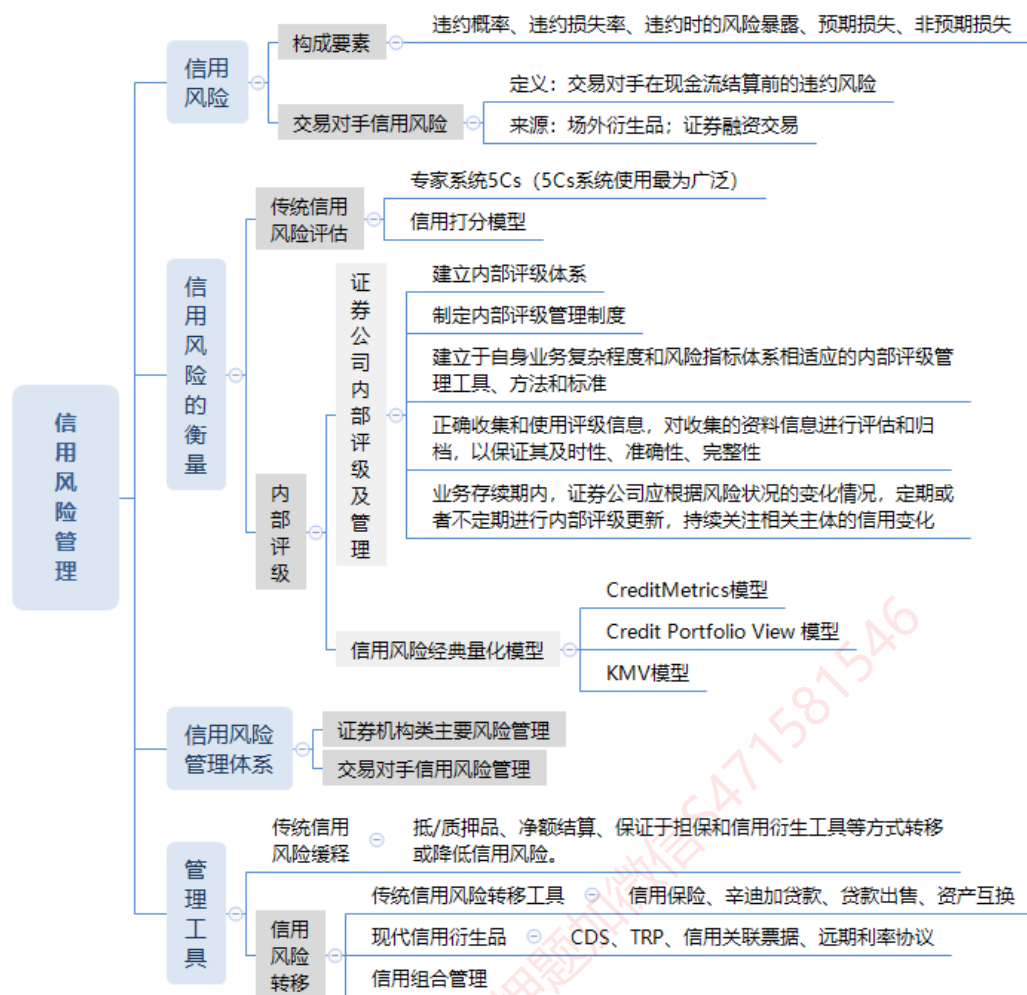 信用
风险
管理
信用
风险
构成要素
违约概率、违约损失率、违约时的风险暴露、预期损失、非预期损失
交易对手信用风险
定义：交易对手在现金流结算前的违约风险
来源：场外衍生品；证券融资交易
信用风险的衡量
传统信用
风险评估
专家系统5Cs（5Cs系统使用最为广泛）
信用打分模型
内部评级
证券公司内部评级及管理
建立内部评级体系
制定内部评级管理制度
建立于自身业务复杂程度和风险指标体系相适应的内部评级管
理工具、方法和标准
正确收集和使用评级信息，对收集的资料信息进行评估和归
档，以保证其及时性、准确性、完整性
业务存续期内，证券公司应根据风险状况的变化情况，定期或
者不定期进行内部评级更新，持续关注相关主体的信用变化
信用风险经典量化模型
CreditMetrics模型
Credit Portfolio View 模型
KMV模型
信用风险
管理体系
证券机构类主要风险管理
交易对手信用风险管理
管理工具
传统信用
风险缓释
抵/质押品、净额结算、保证于担保和信用衍生工具等方式转移
或降低信用风险。
信用
风险
转移
传统信用风险转移工具
信用保险、辛迪加贷款、贷款出售、资产互换
现代信用衍生品
CDS、TRP、信用关联票据、远期利率协议
信用组合管理
押题加微信6471581546